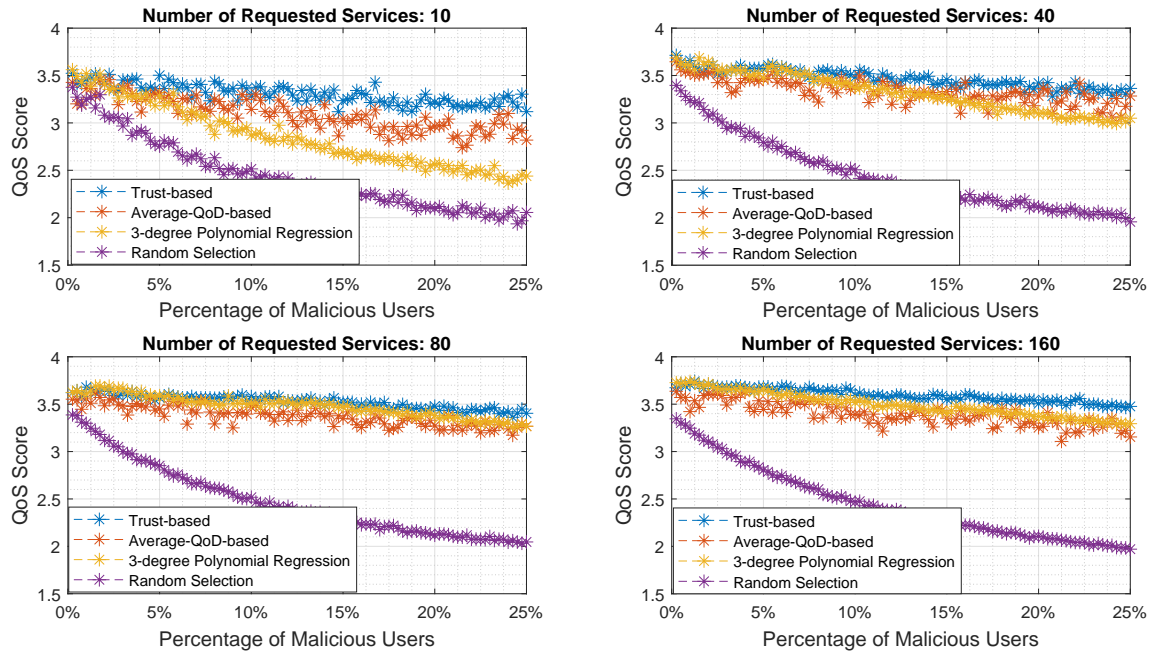 Number of Requested Services: 10
4
3.5
3
2.5
2
1.5
QoS Score
Trust-based
Average-QoD-based
3-degree Polynomial Regression
Random Selection
0% 5% 10% 15% 20% 25%
Percentage of Malicious Users
Number of Requested Services: 40
4
3.5
3
2.5
2
1.5
QoS Score
Trust-based
Average-QoD-based
3-degree Polynomial Regression
Random Selection
0% 5% 10% 15% 20% 25%
Percentage of Malicious Users
Number of Requested Services: 80
4
3.5
3
2.5
2
1.5
QoS Score
Trust-based
Average-QoD-based
3-degree Polynomial Regression
Random Selection
0% 5% 10% 15% 20% 25%
Percentage of Malicious Users
Number of Requested Services: 160
4
3.5
3
2.5
2
1.5
QoS Score
Trust-based
Average-QoD-based
3-degree Polynomial Regression
Random Selection
0% 5% 10% 15% 20% 25%
Percentage of Malicious Users